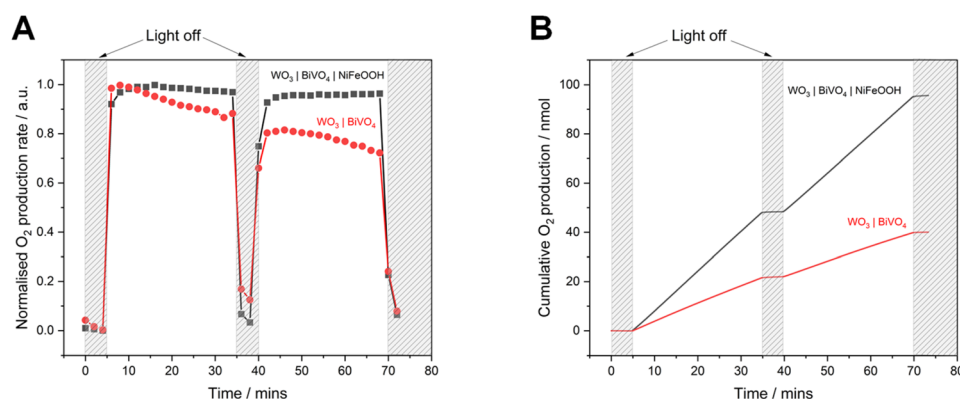 A
Light off
WO₃ | BiVO₄ | NiFeOOH
WO₃ | BiVO₄
Normalised O₂ production rate / a.u.
1.0
0.8
0.6
0.4
0.2
0.0
0 10 20 30 40 50 60 70 80
Time / mins
B
Light off
WO₃ | BiVO₄ | NiFeOOH
WO₃ | BiVO₄
Cumulative O₂ production / nmol
100
80
60
40
20
0
0 10 20 30 40 50 60 70 80
Time / mins